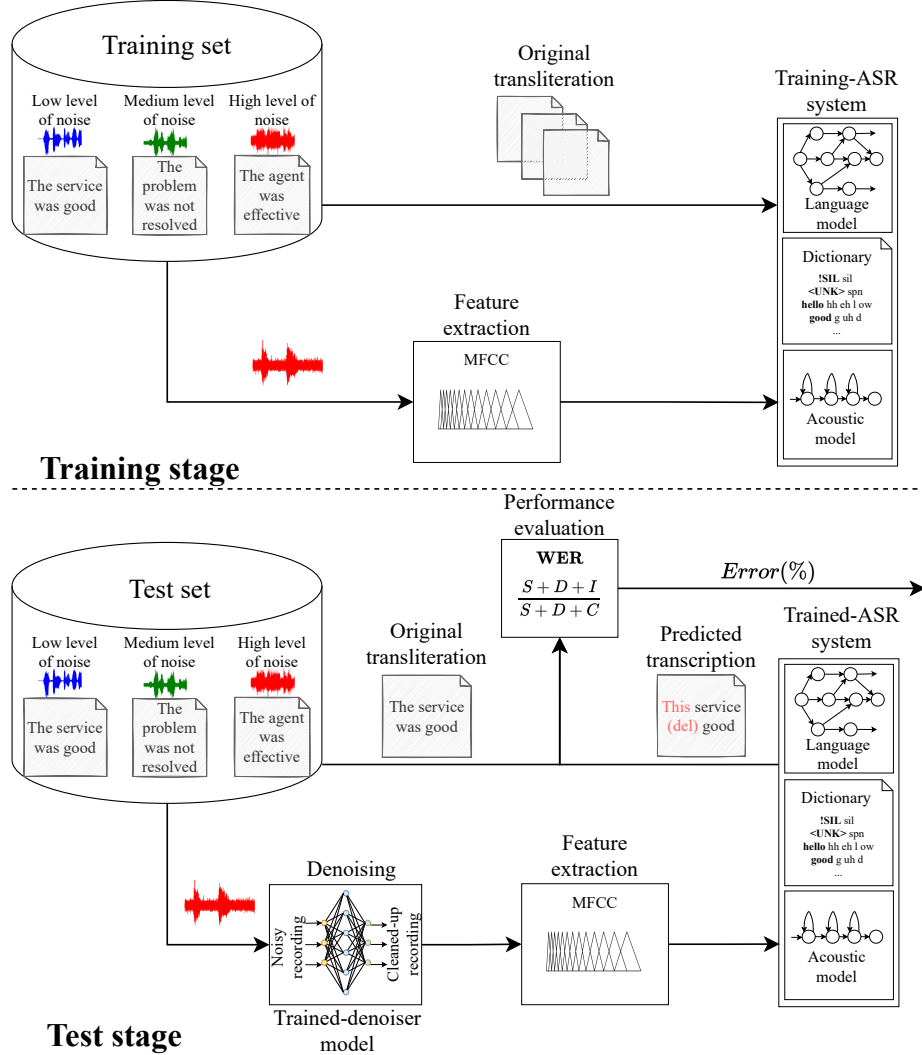 Training set
Low level
of noise
Medium level
of noise
High level of
noise
The service
was good
The
problem
was not
resolved
The agent
was
effective
Original
transliteration
Training-ASR
system
Language
model
Dictionary
!SIL sil
<UNK> spn
hello hh eh l ow
good g uh d
...
Acoustic
model
Feature
extraction
MFCC
Training stage
Performance
evaluation
WER
S + D + I
S + D + C
Error(%)
Test set
Low level
of noise
Medium level
of noise
High level
of noise
The service
was good
The
problem
was not
resolved
The agent
was
effective
Original
transliteration
The service
was good
Predicted
transcription
This service
(del) good
Trained-ASR
system
Language
model
Dictionary
!SIL sil
<UNK> spn
hello hh eh l ow
good g uh d
...
Acoustic
model
Denoising
Noisy
recording
Cleaned-up
recording
Trained-denoiser
model
Feature
extraction
MFCC
Test stage